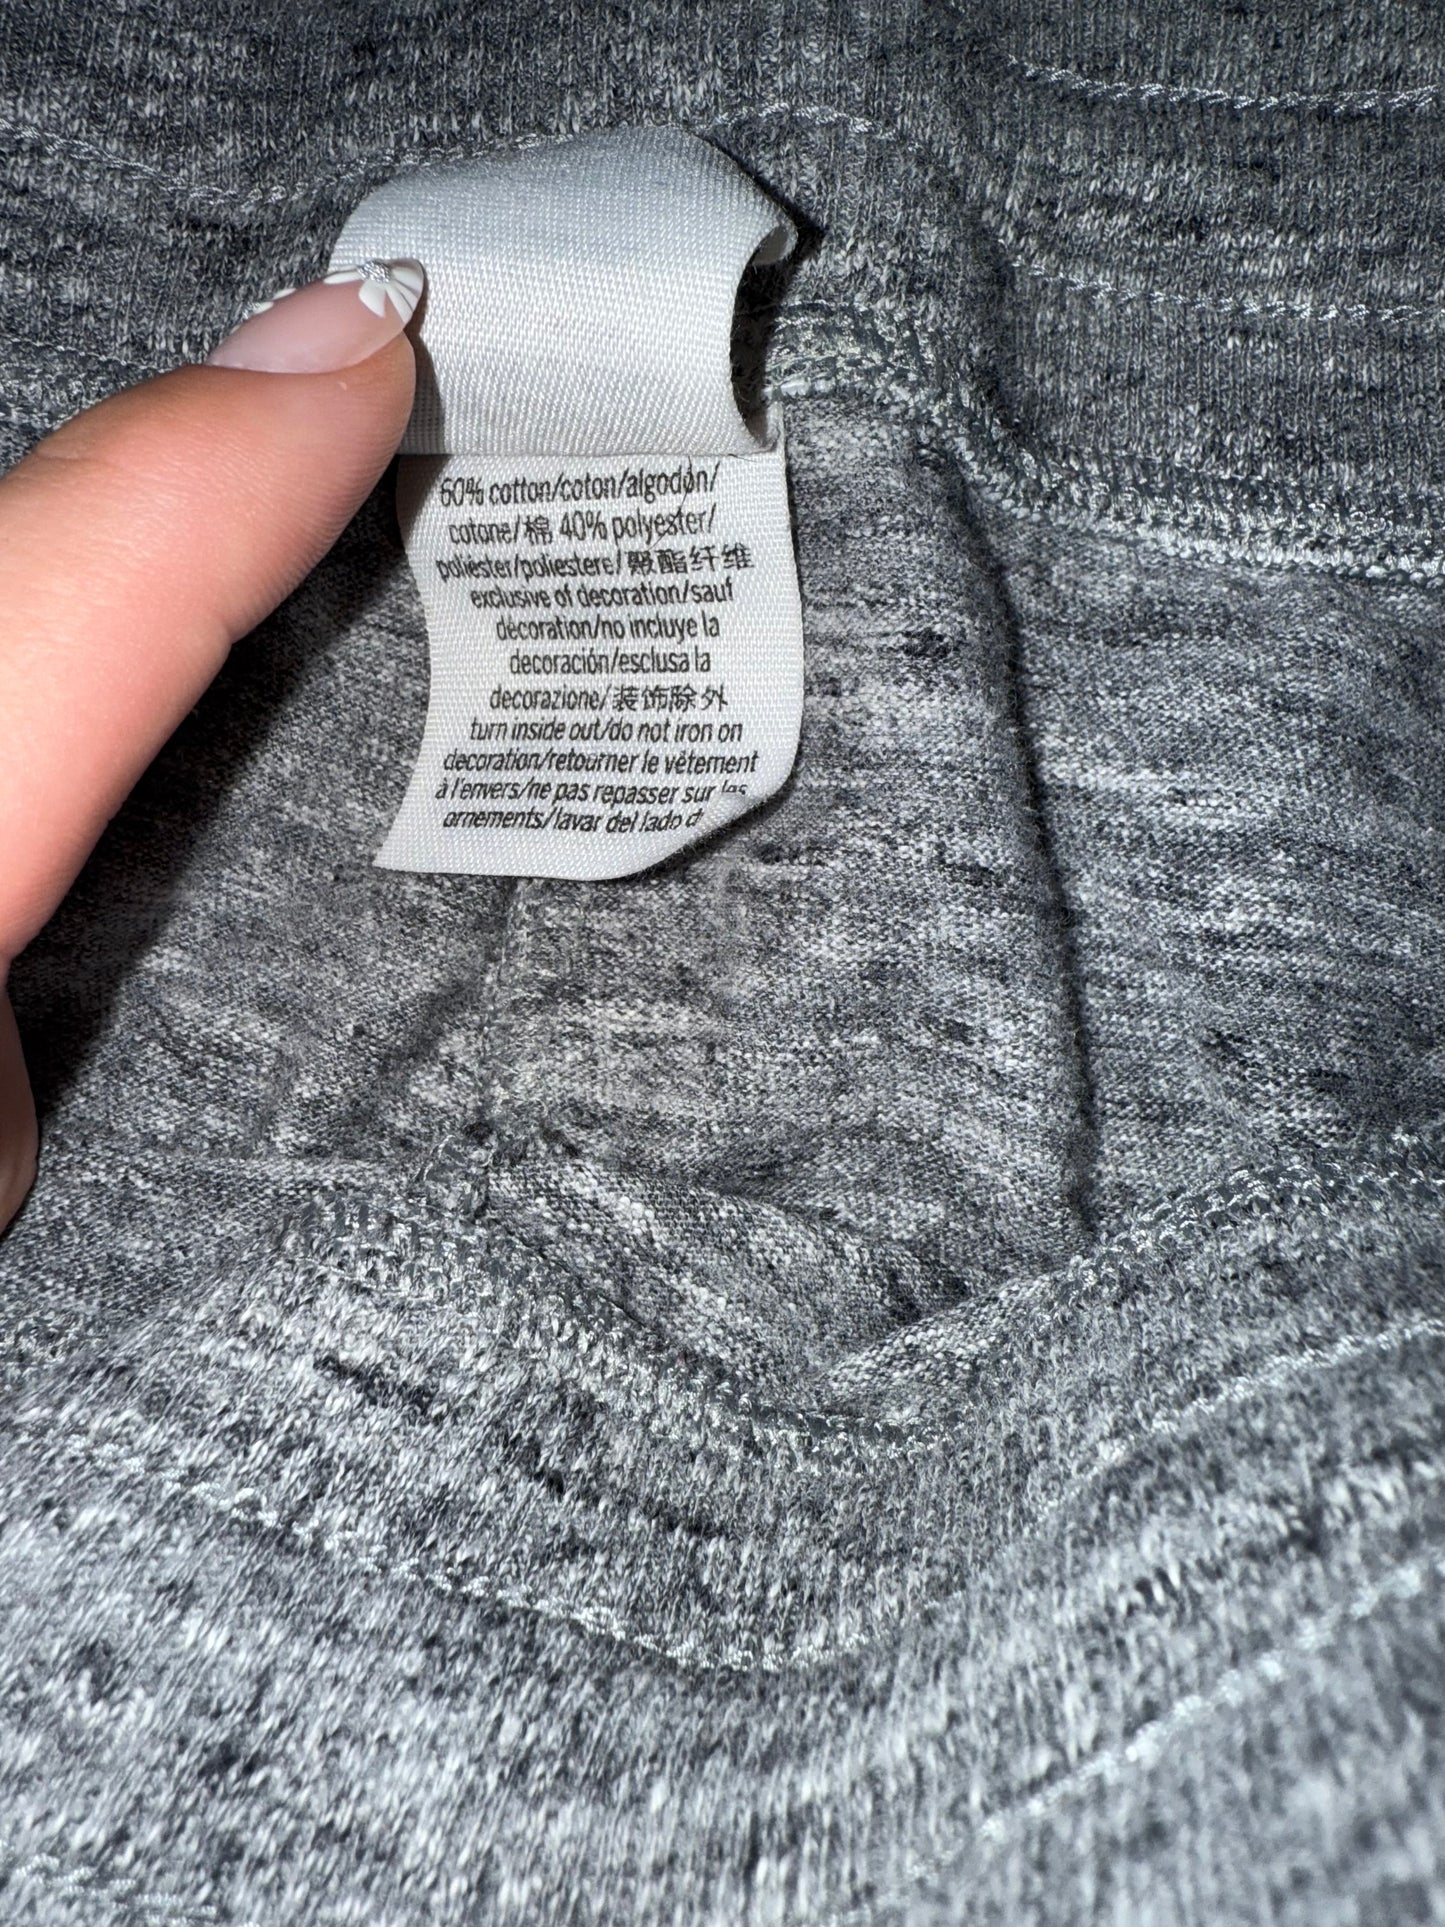 60% cotton/coton/algodón/
cotone/棉 40% polyester/
poliéster/poliestere/聚酯纤维
exclusive of decoration/sauf
décoration/no incluye la
decoración/esclusa la
decorazione/装饰除外
turn inside out/do not iron on
decoration/retourner le vêtement
à l'envers/ne pas repasser sur les
ornements/lavar del lado